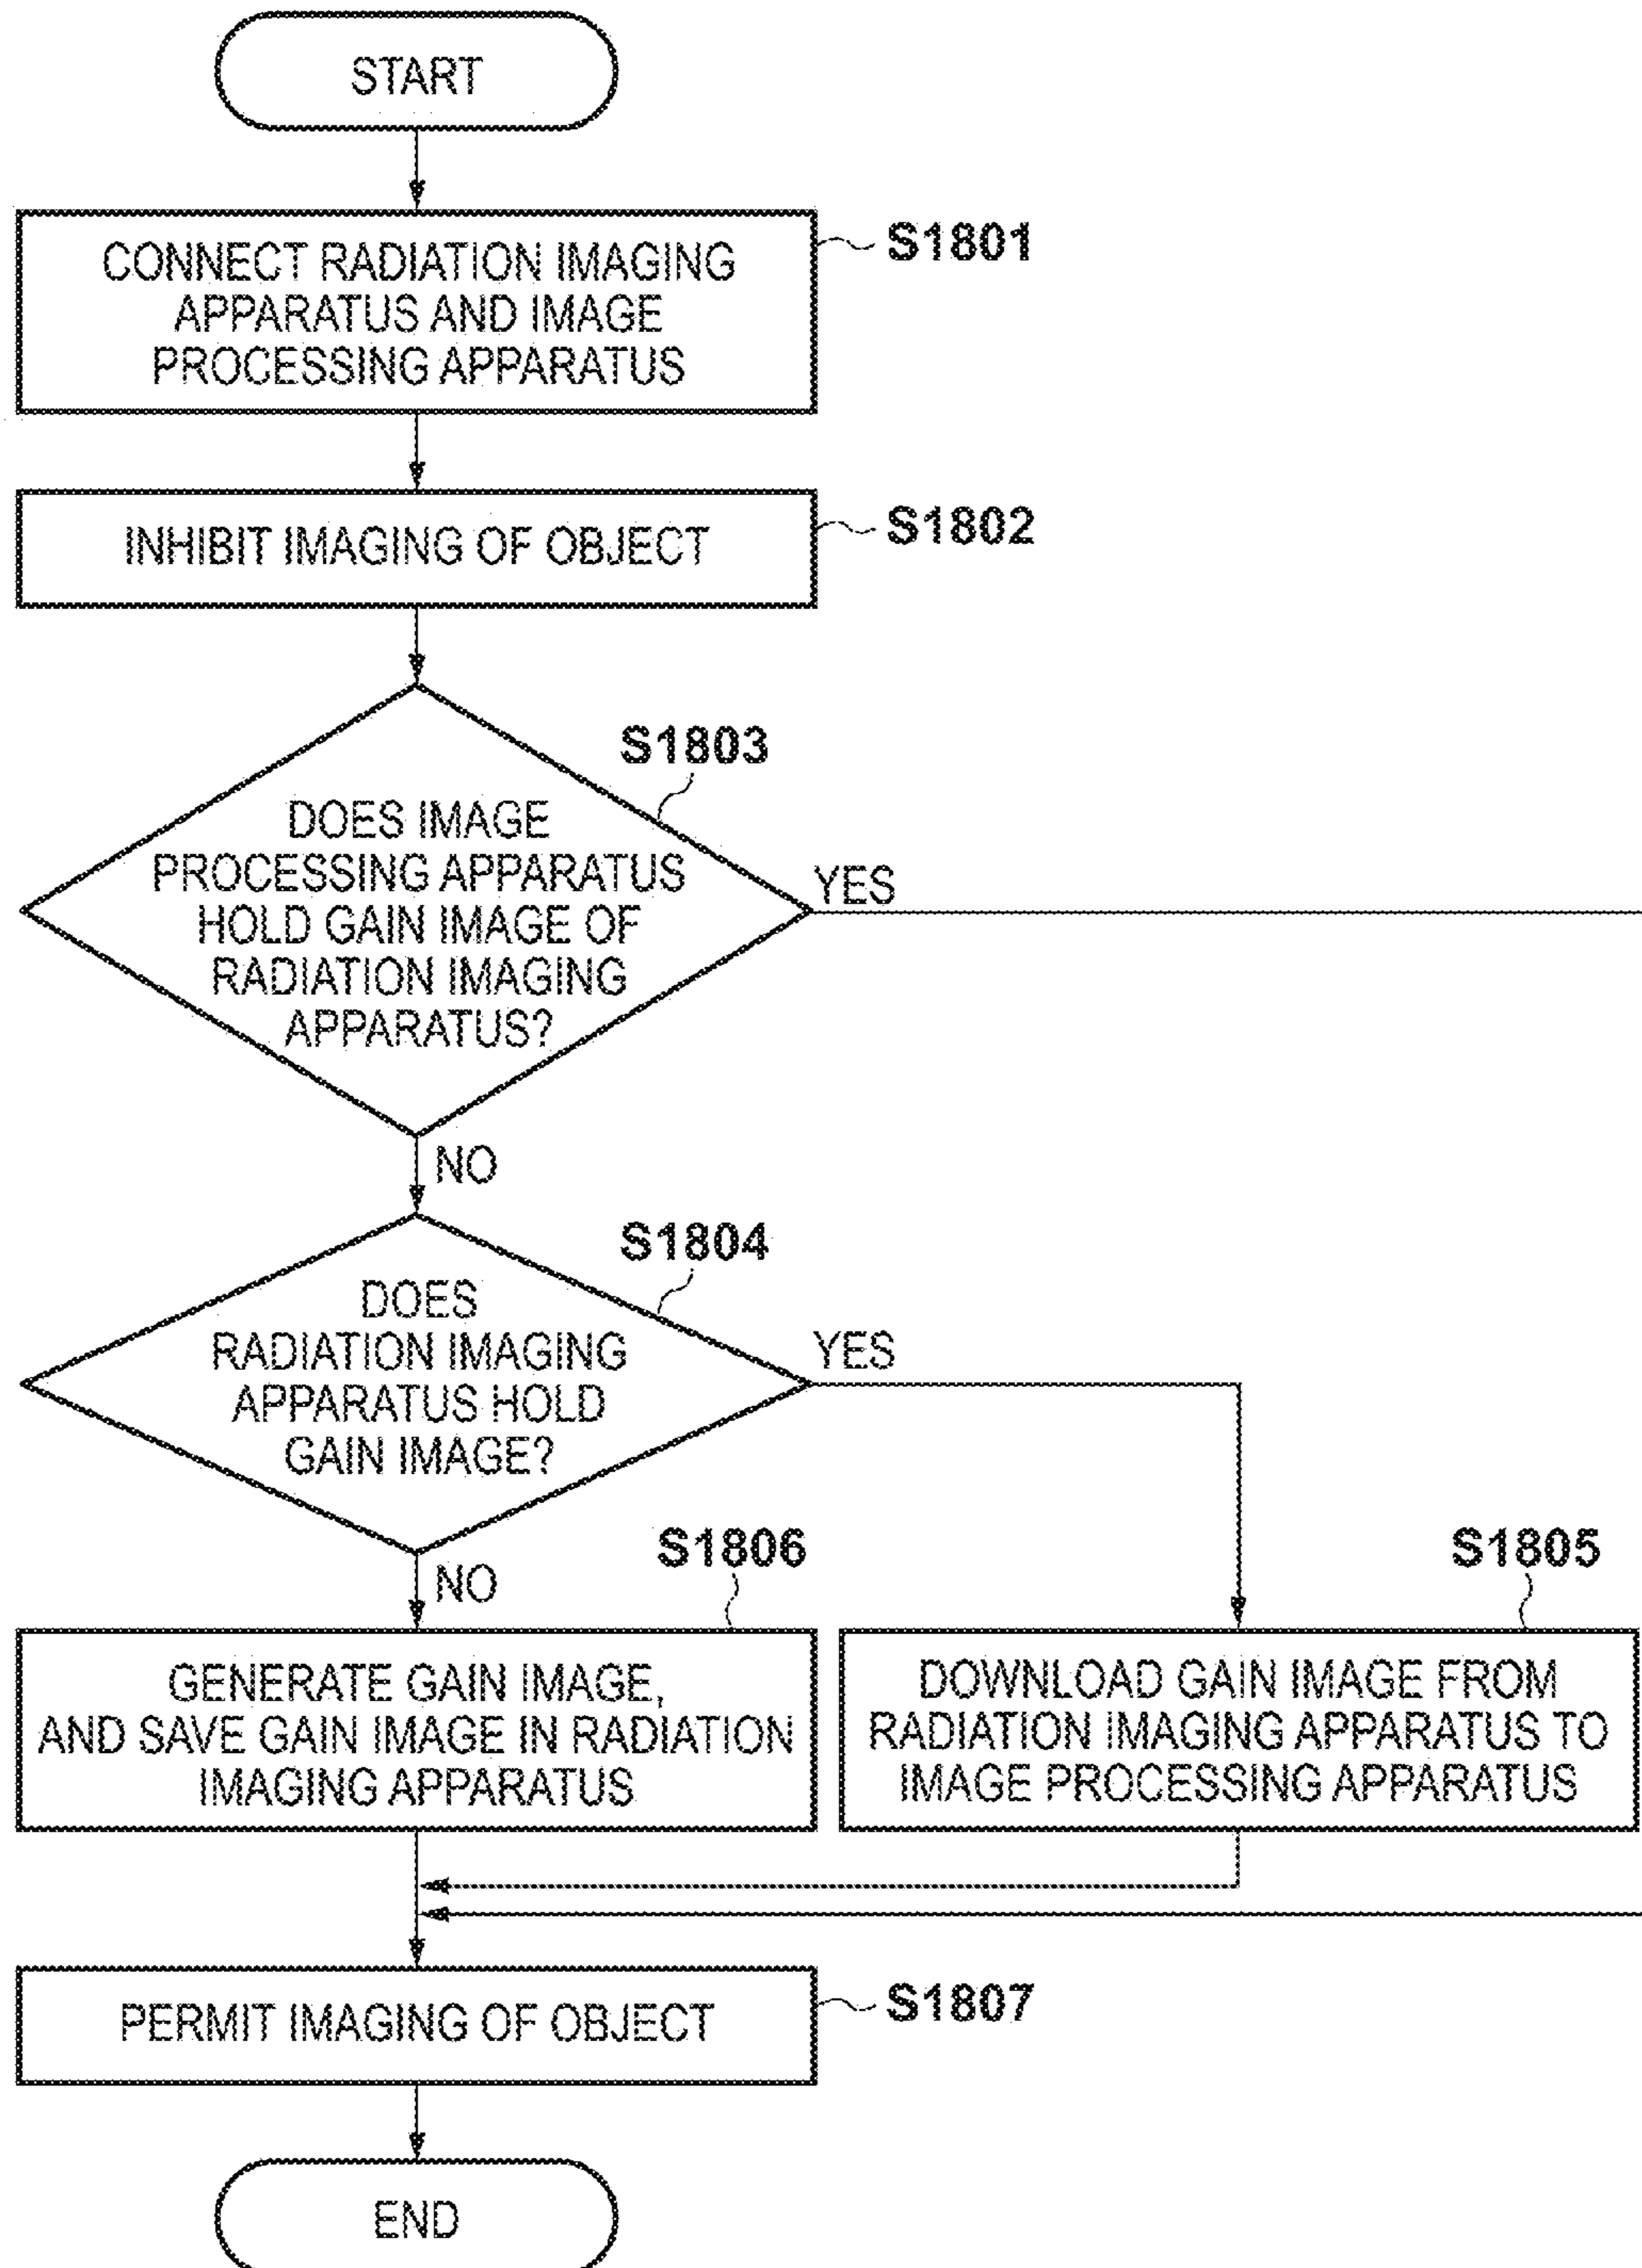 START
CONNECT RADIATION IMAGING
APPARATUS AND IMAGE
PROCESSING APPARATUS
S1801
INHIBIT IMAGING OF OBJECT
S1802
S1803
DOES IMAGE
PROCESSING APPARATUS
HOLD GAIN IMAGE OF
RADIATION IMAGING
APPARATUS?
YES
NO
S1804
DOES
RADIATION IMAGING
APPARATUS HOLD
GAIN IMAGE?
YES
NO
S1806
GENERATE GAIN IMAGE,
AND SAVE GAIN IMAGE IN RADIATION
IMAGING APPARATUS
S1805
DOWNLOAD GAIN IMAGE FROM
RADIATION IMAGING APPARATUS TO
IMAGE PROCESSING APPARATUS
PERMIT IMAGING OF OBJECT
S1807
END